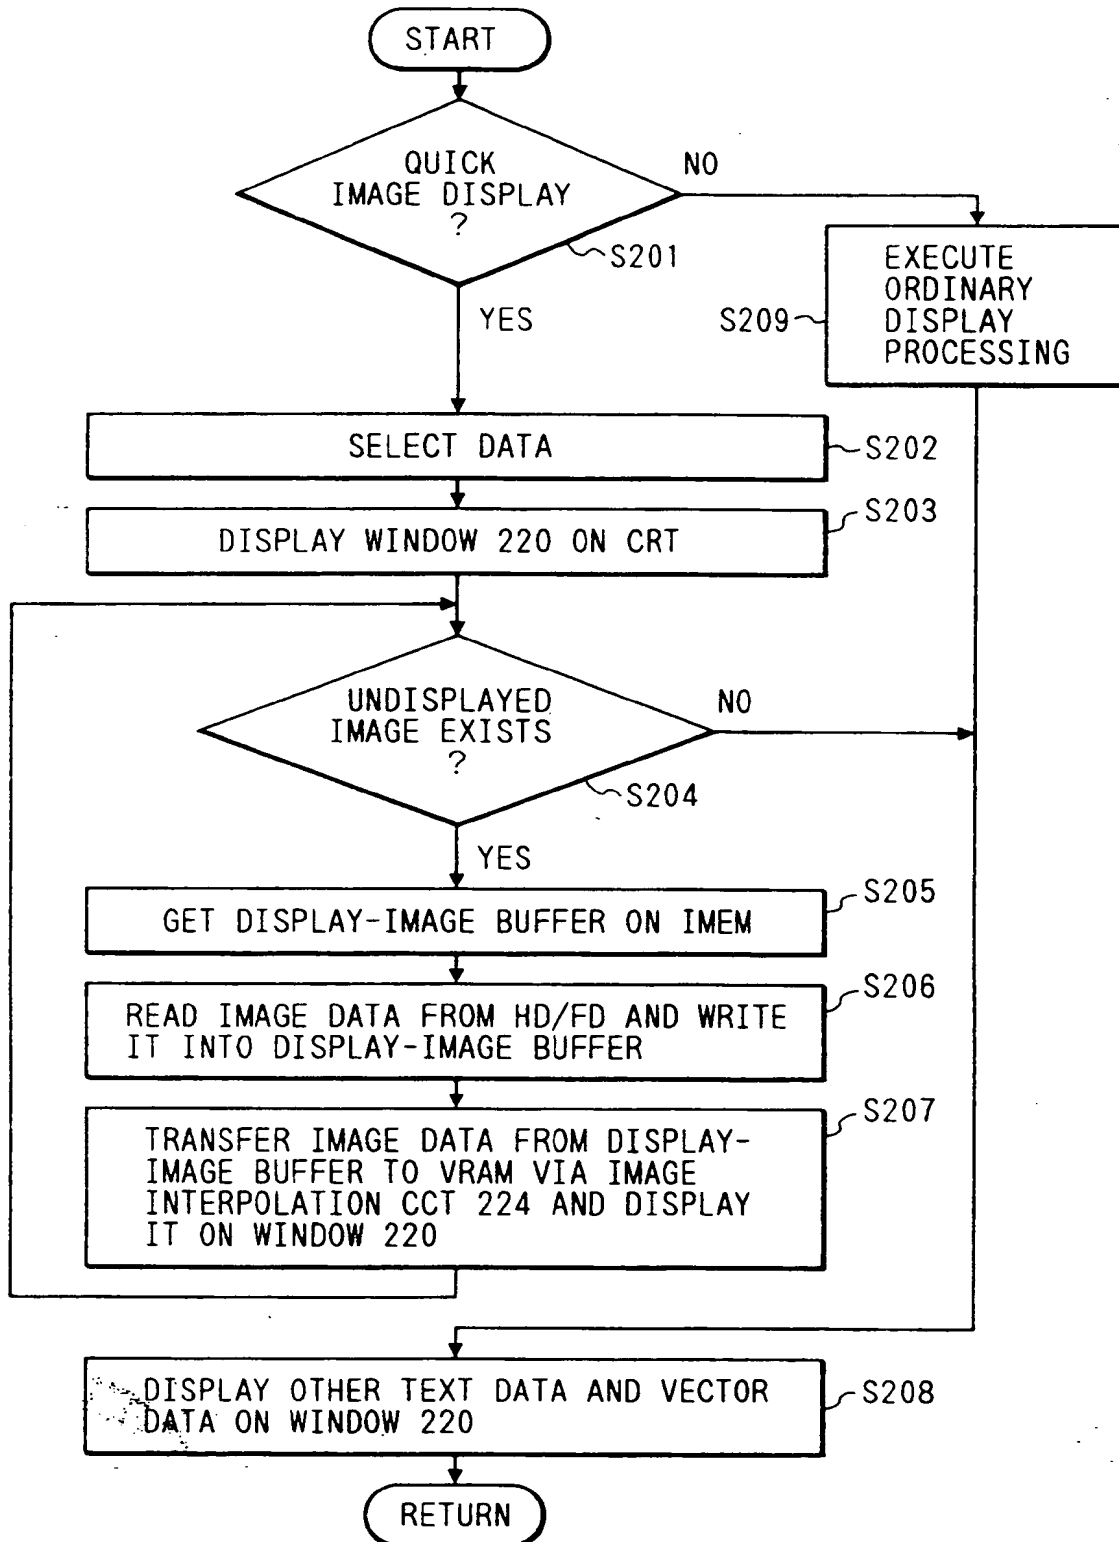 START
QUICK
IMAGE DISPLAY
?
NO
S201
YES
S209
EXECUTE
ORDINARY
DISPLAY
PROCESSING
SELECT DATA
S202
DISPLAY WINDOW 220 ON CRT
S203
UNDISPLAYED
IMAGE EXISTS
?
NO
S204
YES
GET DISPLAY-IMAGE BUFFER ON IMEM
S205
READ IMAGE DATA FROM HD/FD AND WRITE
IT INTO DISPLAY-IMAGE BUFFER
S206
TRANSFER IMAGE DATA FROM DISPLAY-
IMAGE BUFFER TO VRAM VIA IMAGE
INTERPOLATION CCT 224 AND DISPLAY
IT ON WINDOW 220
S207
DISPLAY OTHER TEXT DATA AND VECTOR
DATA ON WINDOW 220
S208
RETURN